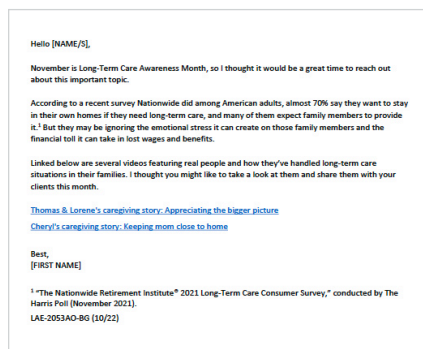 Hello [NAME/S],
November is Long-Term Care Awareness Month, so I thought it would be a great time to reach out
about this important topic.
According to a recent survey Nationwide did among American adults, almost 70% say they want to stay
in their own homes if they need long-term care, and many of them expect family members to provide
it.¹ But they may be ignoring the emotional stress it can create on those family members and the
financial toll it can take in lost wages and benefits.
Linked below are several videos featuring real people and how they've handled long-term care
situations in their families. I thought you might like to take a look at them and share them with your
clients this month.
Thomas & Lorene's caregiving story: Appreciating the bigger picture
Cheryl's caregiving story: Keeping mom close to home
Best,
[FIRST NAME]
¹ "The Nationwide Retirement Institute® 2021 Long-Term Care Consumer Survey," conducted by The
Harris Poll (November 2021).
LAE-2053AO-BG (10/22)